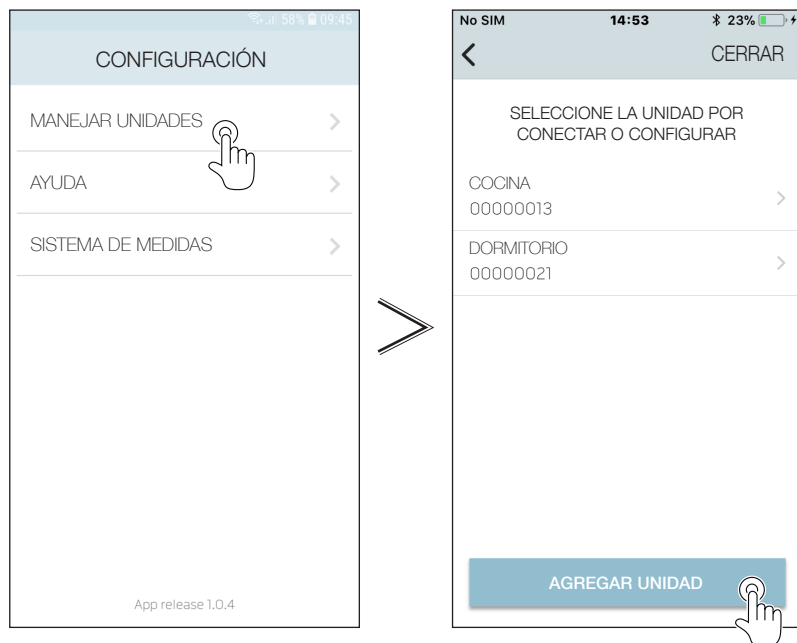 58% 09:45
CONFIGURACIÓN
MANEJAR UNIDADES
AYUDA
SISTEMA DE MEDIDAS
App release 1.0.4
No SIM 14:53 23%
CERRAR
SELECCIONE LA UNIDAD POR
CONECTAR O CONFIGURAR
COCINA
00000013
DORMITORIO
00000021
AGREGAR UNIDAD